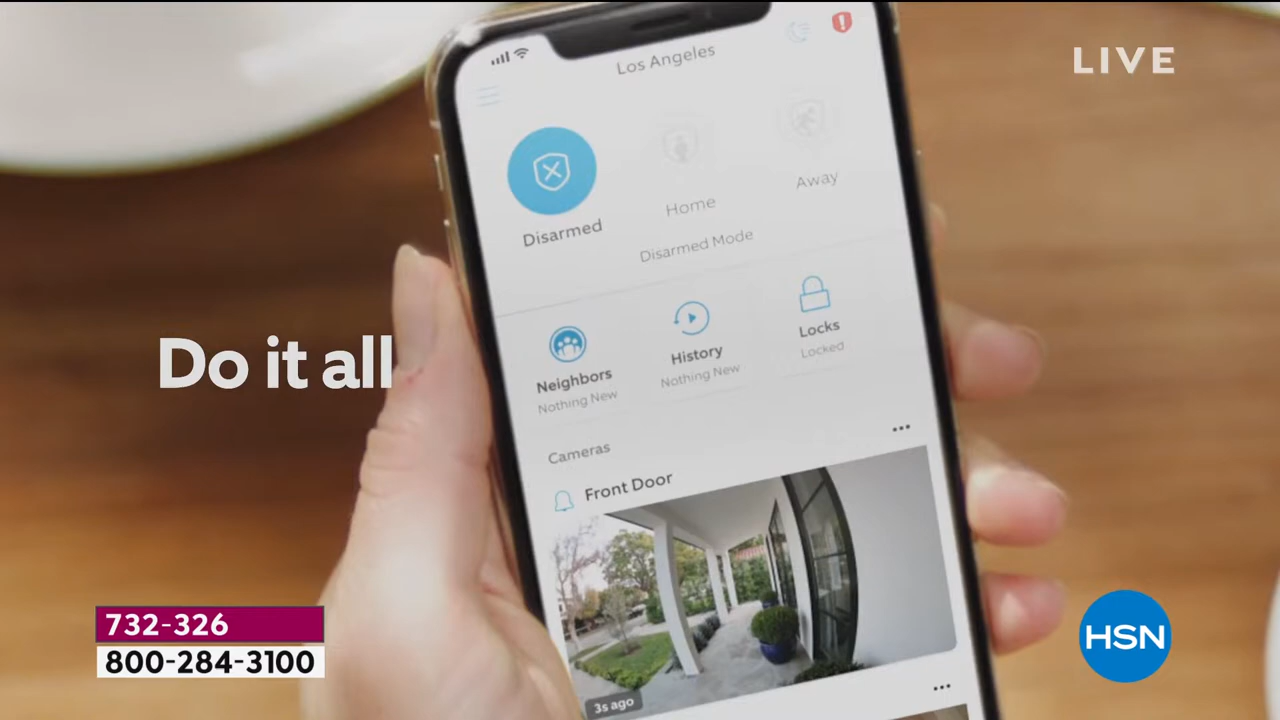 LIVE
Los Angeles
Disarmed
Home
Away
Disarmed Mode
Neighbors
Nothing New
History
Nothing New
Locks
Locked
Do it all
Cameras
Front Door
3s ago
732-326
800-284-3100
HSN